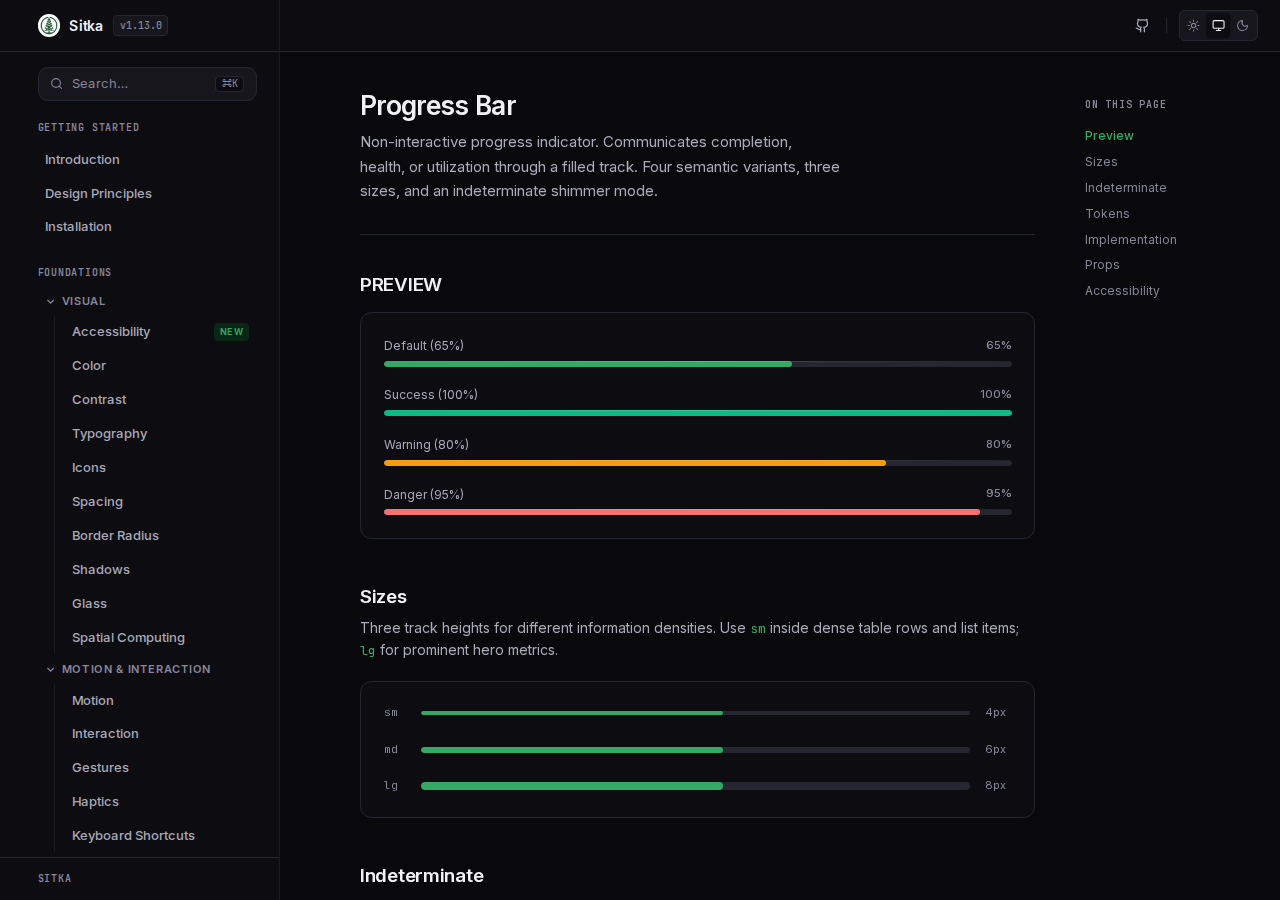 Sitka v1.13.0
Search... ⌘K
GETTING STARTED
Introduction
Design Principles
Installation
FOUNDATIONS
VISUAL
Accessibility NEW
Color
Contrast
Typography
Icons
Spacing
Border Radius
Shadows
Glass
Spatial Computing
MOTION & INTERACTION
Motion
Interaction
Gestures
Haptics
Keyboard Shortcuts
SITKA
Progress Bar
Non-interactive progress indicator. Communicates completion,
health, or utilization through a filled track. Four semantic variants, three
sizes, and an indeterminate shimmer mode.
PREVIEW
Default (65%) 65%
Success (100%) 100%
Warning (80%) 80%
Danger (95%) 95%
Sizes
Three track heights for different information densities. Use sm inside dense table rows and list items;
lg for prominent hero metrics.
sm 4px
md 6px
lg 8px
Indeterminate
ON THIS PAGE
Preview
Sizes
Indeterminate
Tokens
Implementation
Props
Accessibility